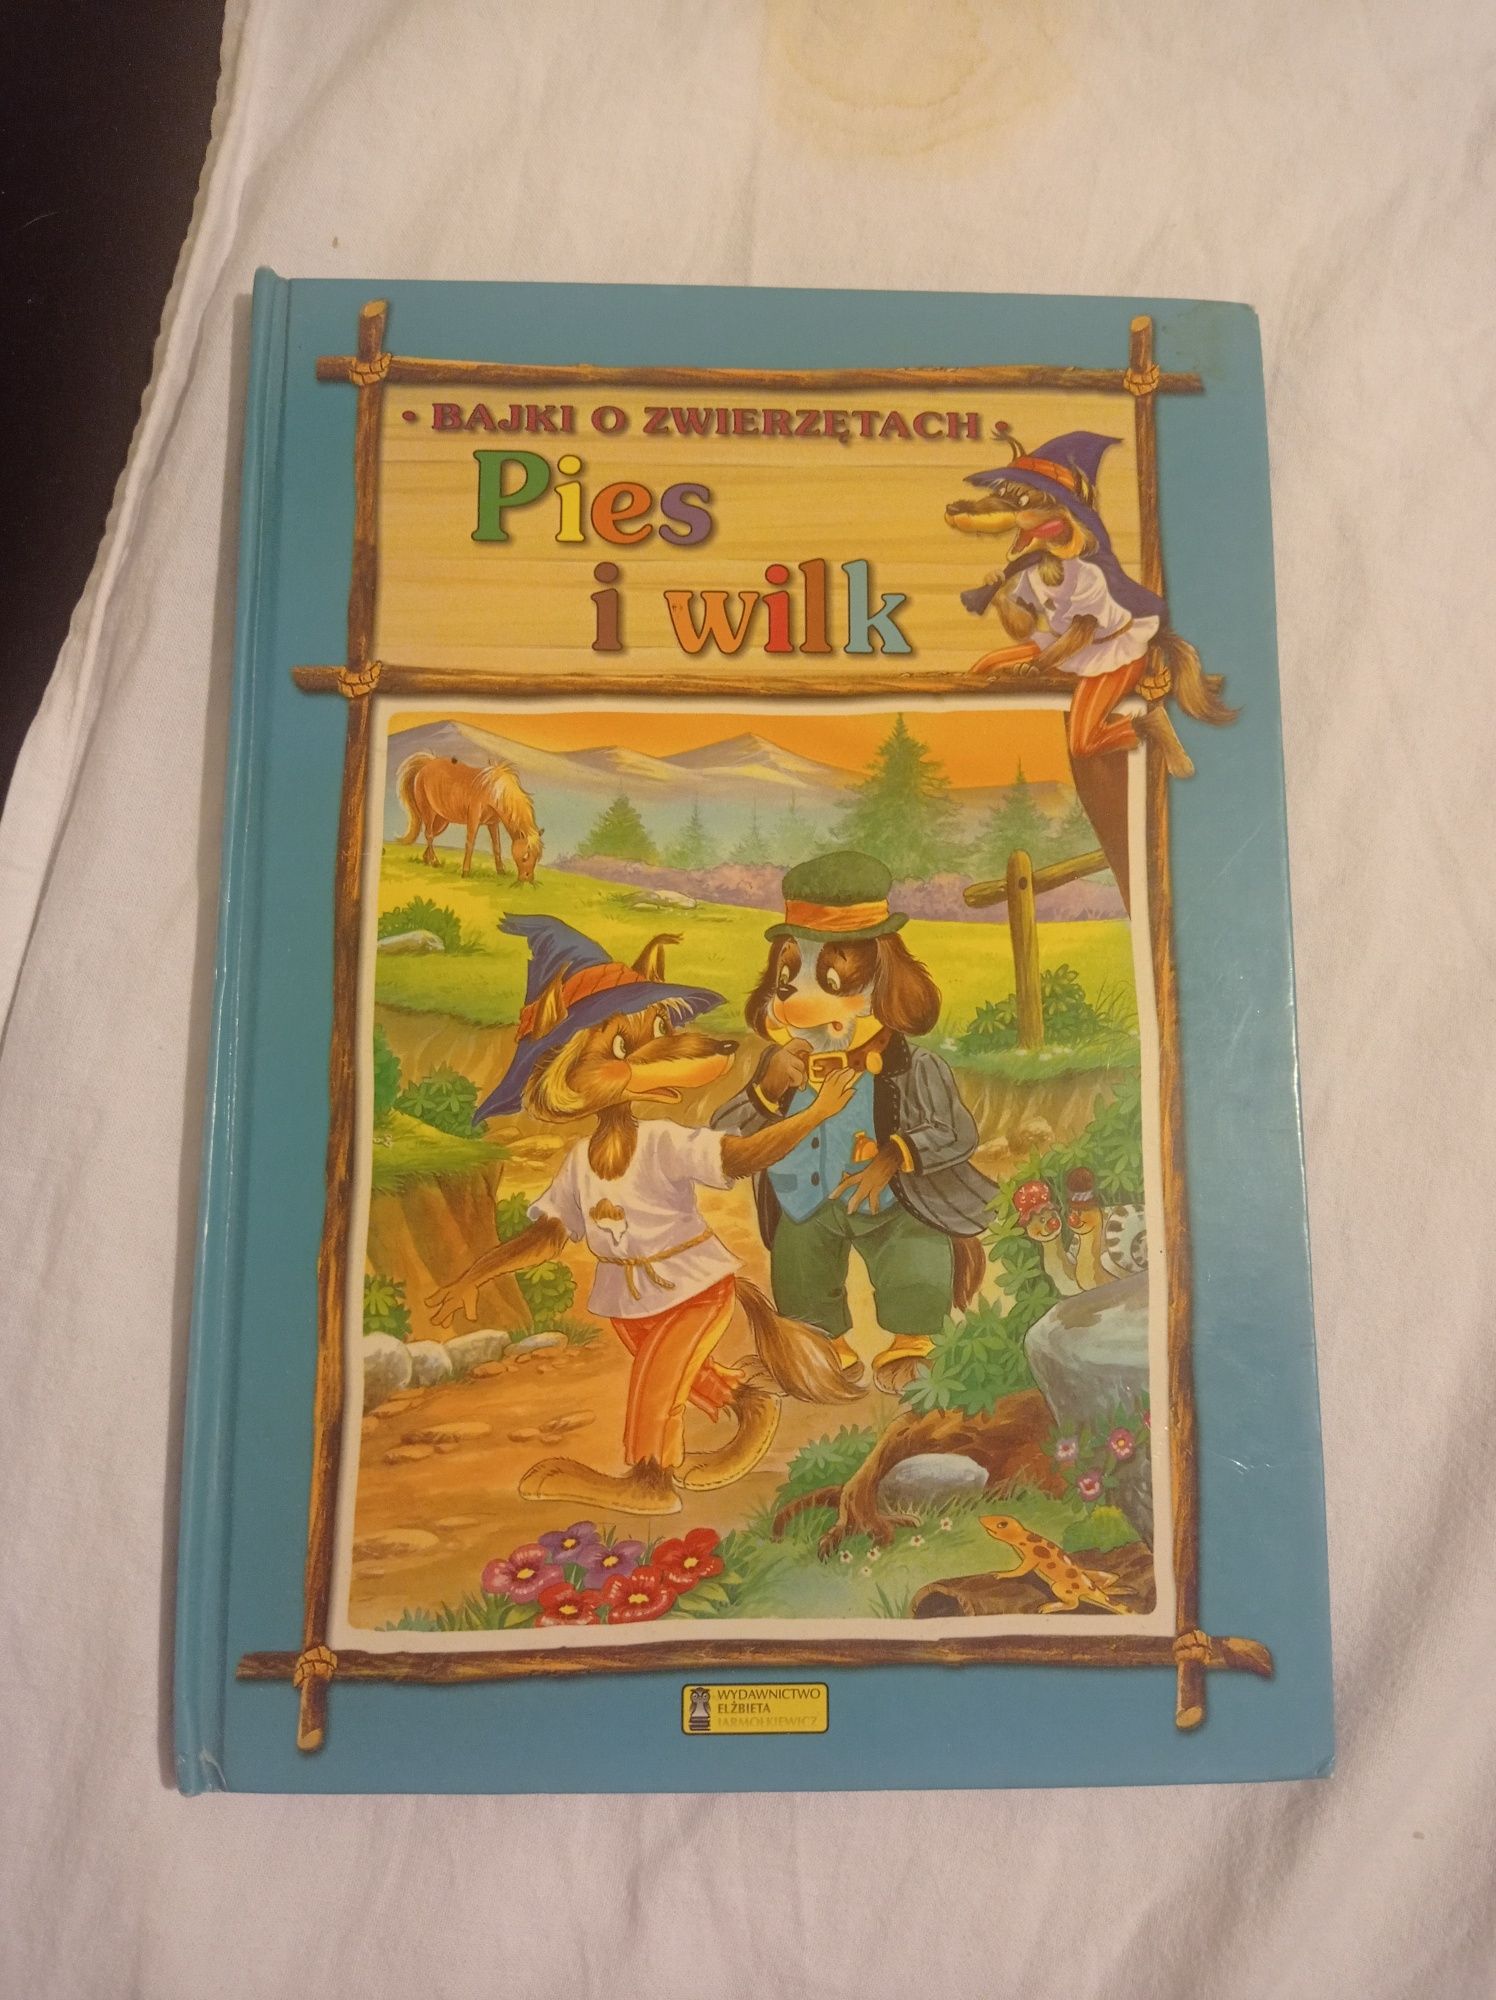 • BAJKI O ZWIERZĘTACH •
Pies
i wilk
WYDAWNICTWO
ELŻBIETA
JARMOŁKIEWICZ